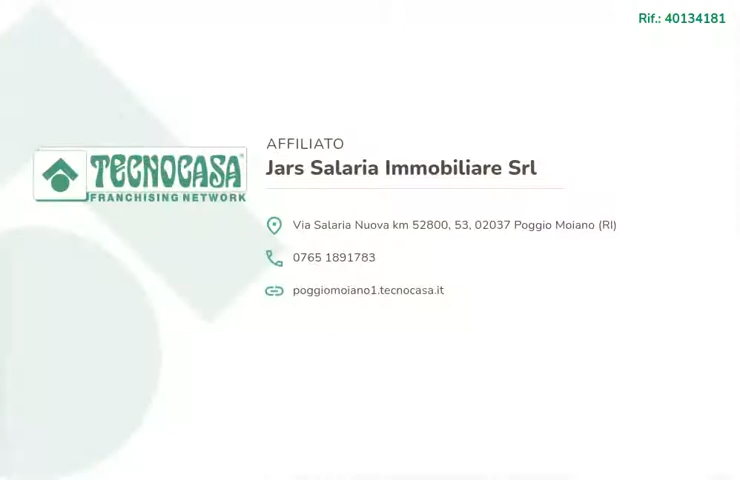 Rif.: 40134181
AFFILIATO
Jars Salaria Immobiliare Srl
TECNOCASA
FRANCHISING NETWORK
Via Salaria Nuova km 52800, 53, 02037 Poggio Moiano (RI)
0765 1891783
poggiomoiano1.tecnocasa.it